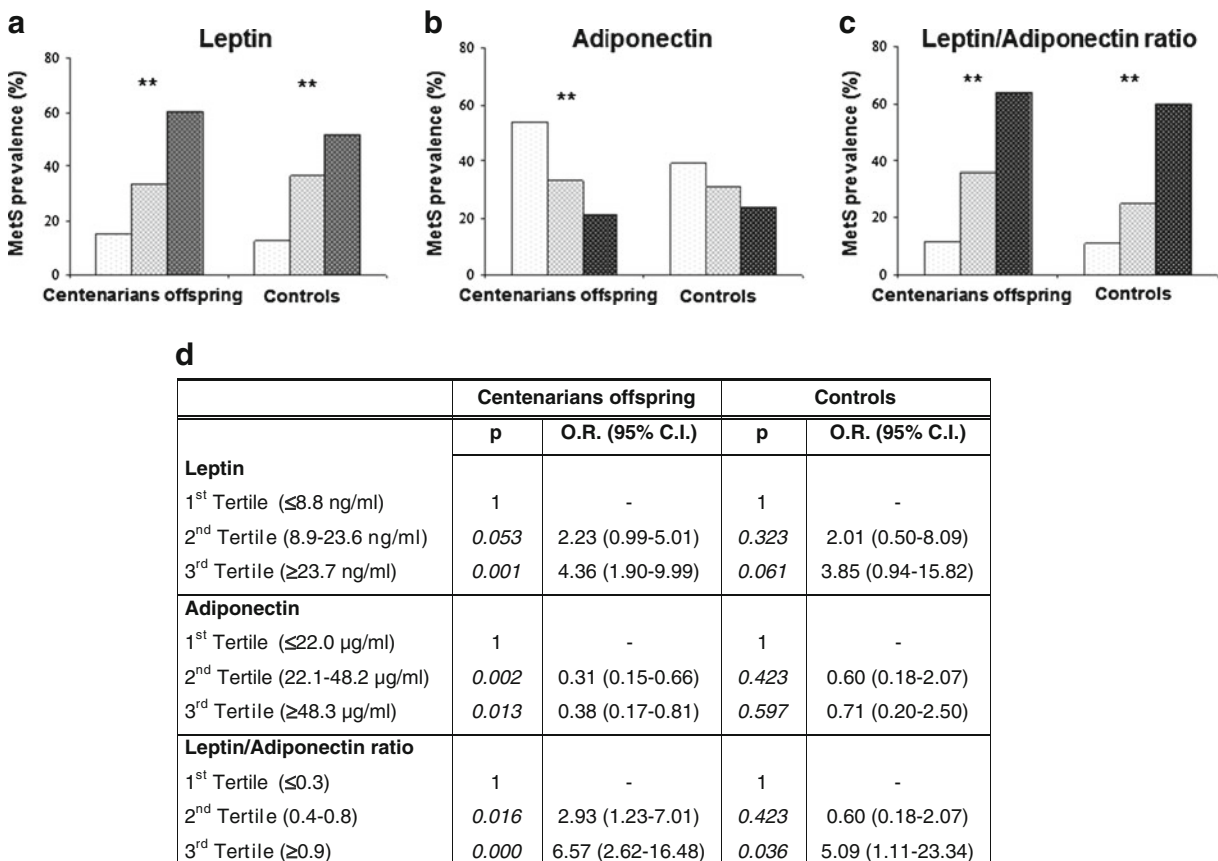 a
Leptin
MetS prevalence (%)
80
60
40
20
0
**
**
Centenarians offspring Controls
b
Adiponectin
MetS prevalence (%)
80
60
40
20
0
**
Centenarians offspring Controls
c
Leptin/Adiponectin ratio
MetS prevalence (%)
80
60
40
20
0
**
**
Centenarians offspring Controls
d
Centenarians offspring Controls
p O.R. (95% C.I.) p O.R. (95% C.I.)
Leptin
1st Tertile (≤8.8 ng/ml) 1 - 1 -
2nd Tertile (8.9-23.6 ng/ml) 0.053 2.23 (0.99-5.01) 0.323 2.01 (0.50-8.09)
3rd Tertile (≥23.7 ng/ml) 0.001 4.36 (1.90-9.99) 0.061 3.85 (0.94-15.82)
Adiponectin
1st Tertile (≤22.0 µg/ml) 1 - 1 -
2nd Tertile (22.1-48.2 µg/ml) 0.002 0.31 (0.15-0.66) 0.423 0.60 (0.18-2.07)
3rd Tertile (≥48.3 µg/ml) 0.013 0.38 (0.17-0.81) 0.597 0.71 (0.20-2.50)
Leptin/Adiponectin ratio
1st Tertile (≤0.3) 1 - 1 -
2nd Tertile (0.4-0.8) 0.016 2.93 (1.23-7.01) 0.423 0.60 (0.18-2.07)
3rd Tertile (≥0.9) 0.000 6.57 (2.62-16.48) 0.036 5.09 (1.11-23.34)